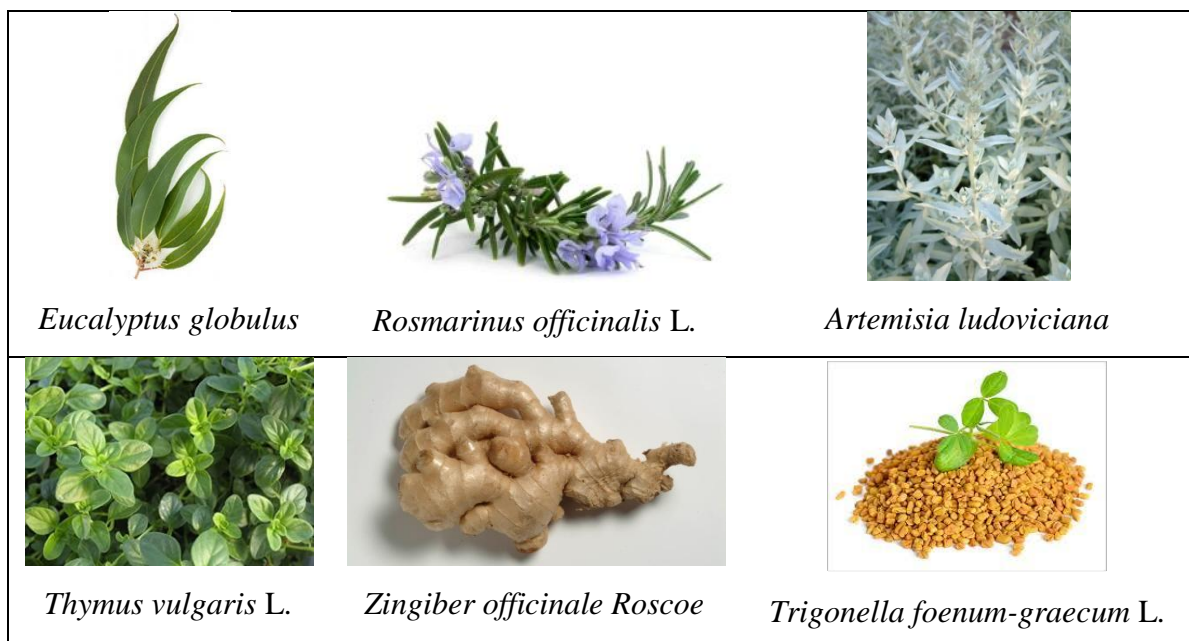 Eucalyptus globulus
Rosmarinus officinalis L.
Artemisia ludoviciana
Thymus vulgaris L.
Zingiber officinale Roscoe
Trigonella foenum-graecum L.